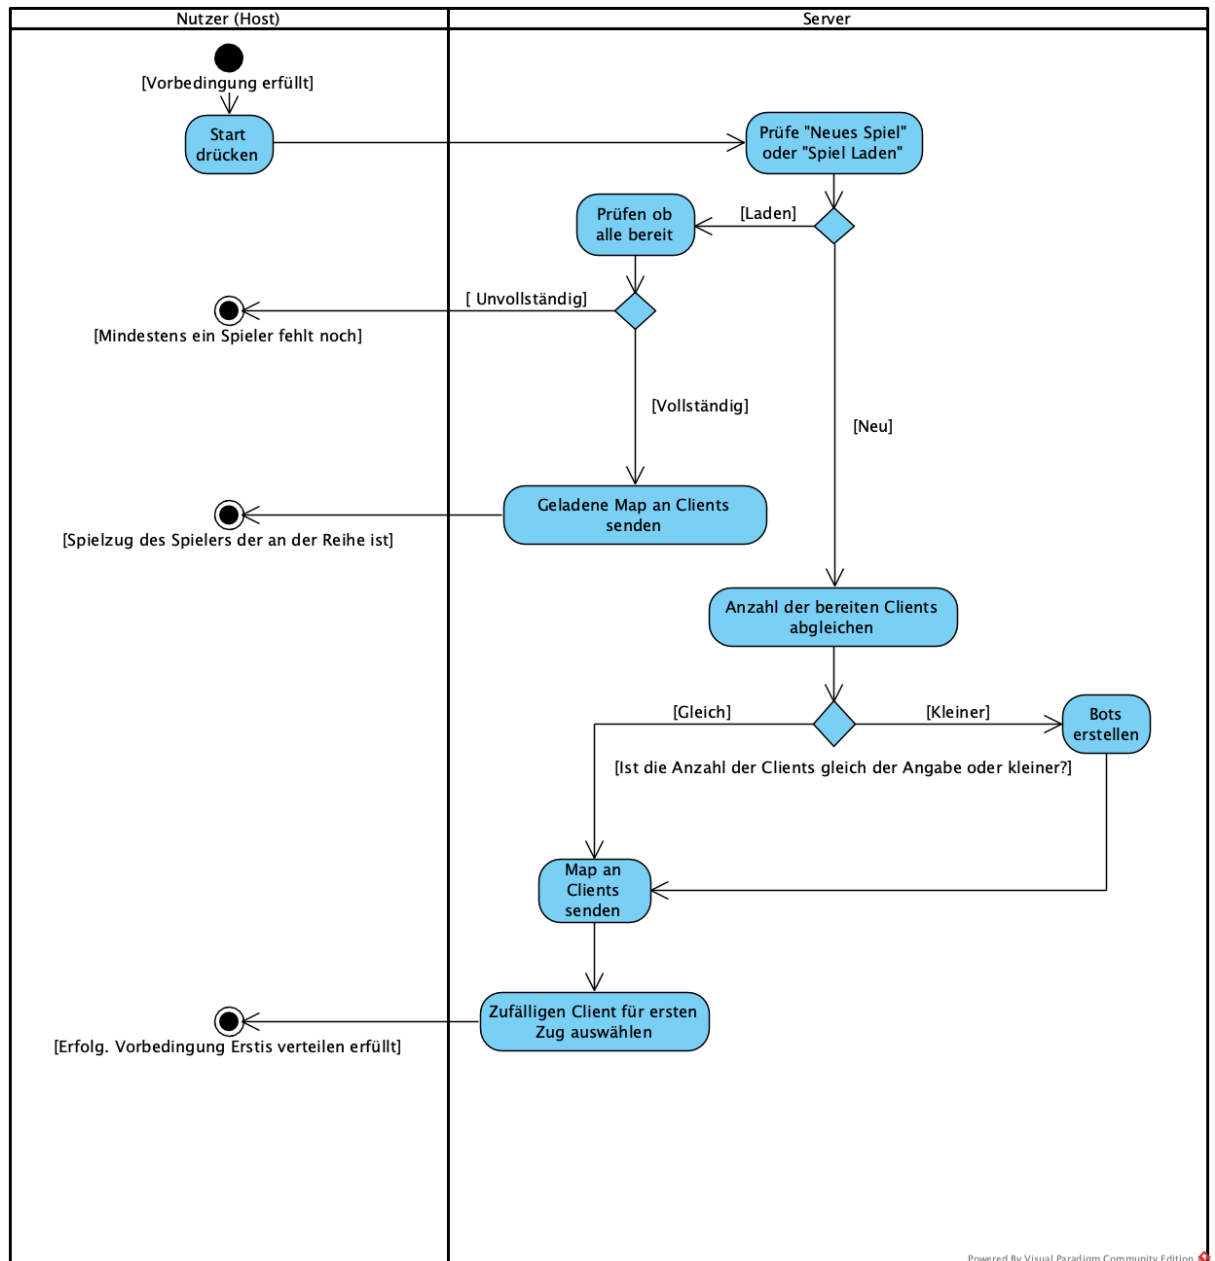 Nutzer (Host)
Server
[Vorbedingung erfüllt]
Start
drücken
Prüfe "Neues Spiel"
oder "Spiel Laden"
Prüfen ob
alle bereit
[Laden]
[ Unvollständig]
[Mindestens ein Spieler fehlt noch]
[Vollständig]
[Neu]
Geladene Map an Clients
senden
[Spielzug des Spielers der an der Reihe ist]
Anzahl der bereiten Clients
abgleichen
[Gleich]
[Kleiner]
Bots
erstellen
[Ist die Anzahl der Clients gleich der Angabe oder kleiner?]
Map an
Clients
senden
Zufälligen Client für ersten
Zug auswählen
[Erfolg. Vorbedingung Erstis verteilen erfüllt]
Powered By Visual Paradigm Community Edition